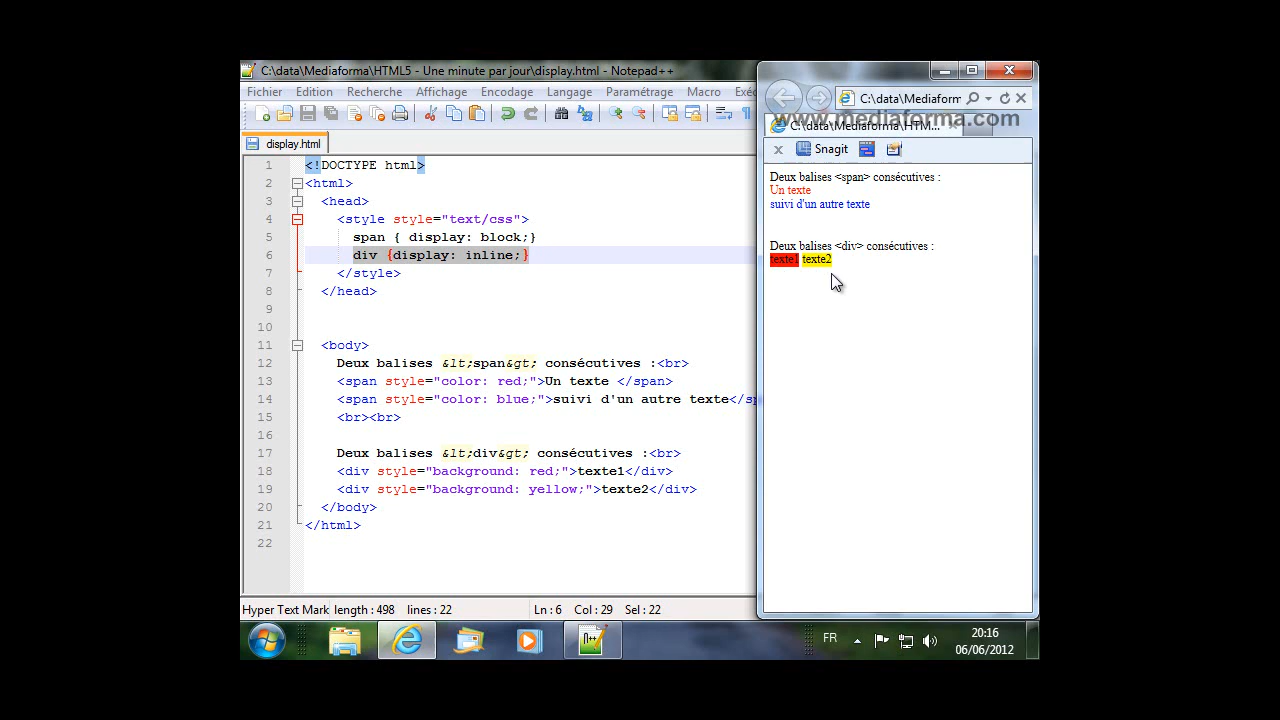 C:\data\Mediaforma\HTML5 - Une minute par jour\display.html - Notepad++
Fichier Edition Recherche Affichage Encodage Langage Paramétrage Macro Exéc
display.html
1 <!DOCTYPE html>
2 <html>
3 <head>
4 <style style="text/css">
5 span { display: block;}
6 div {display: inline;}
7 </style>
8 </head>
9
10
11 <body>
12 Deux balises &lt;span&gt; consécutives :<br>
13 <span style="color: red;">Un texte </span>
14 <span style="color: blue;">suivi d'un autre texte</sp
15 <br><br>
16
17 Deux balises &lt;div&gt; consécutives :<br>
18 <div style="background: red;">texte1</div>
19 <div style="background: yellow;">texte2</div>
20 </body>
21 </html>
22
Hyper Text Mark length : 498 lines : 22 Ln : 6 Col : 29 Sel : 22
C:\data\Mediaform
www.mediaforma.com
C:\data\Mediaforma\HTM...
x Snagit
Deux balises <span> consécutives :
Un texte
suivi d'un autre texte
Deux balises <div> consécutives :
texte1 texte2
FR
20:16
06/06/2012